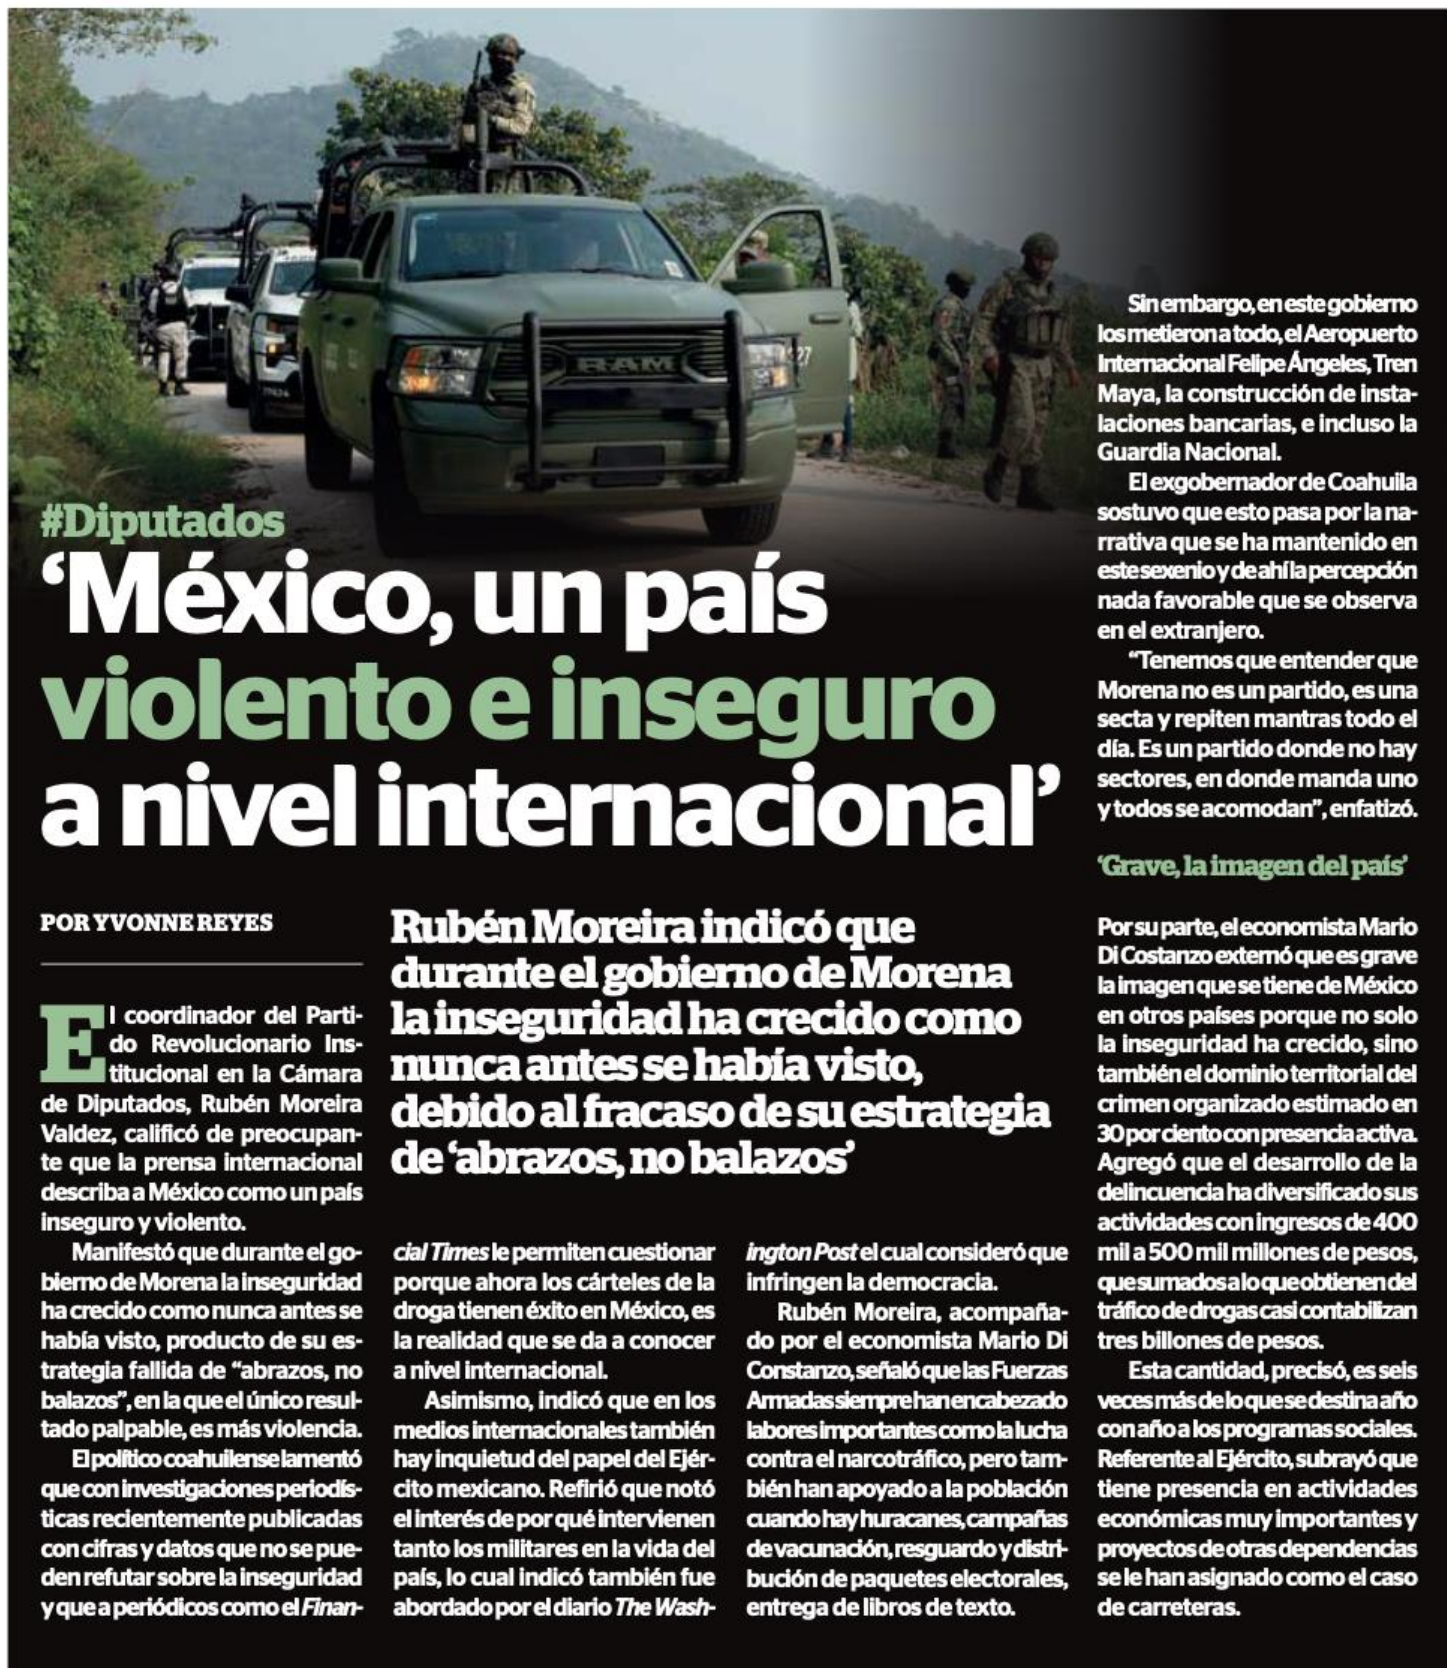 RAM
27
#Diputados
‘México, un país
violento e inseguro
a nivel internacional’
POR YVONNE REYES
Rubén Moreira indicó que
durante el gobierno de Morena
la inseguridad ha crecido como
nunca antes se había visto,
debido al fracaso de su estrategia
de ‘abrazos, no balazos’
El coordinador del Parti-
do Revolucionario Ins-
titucional en la Cámara
de Diputados, Rubén Moreira
Valdez, calificó de preocupan-
te que la prensa internacional
describa a México como un país
inseguro y violento.
Manifestó que durante el go-
bierno de Morena la inseguridad
ha crecido como nunca antes se
había visto, producto de su es-
trategia fallida de “abrazos, no
balazos”, en la que el único resul-
tado palpable, es más violencia.
El político coahuilense lamentó
que con investigaciones periodís-
ticas recientemente publicadas
con cifras y datos que no se pue-
den refutar sobre la inseguridad
y que a periódicos como el Finan-
cial Times le permiten cuestionar
porque ahora los cárteles de la
droga tienen éxito en México, es
la realidad que se da a conocer
a nivel internacional.
Asimismo, indicó que en los
medios internacionales también
hay inquietud del papel del Ejér-
cito mexicano. Refirió que notó
el interés de por qué intervienen
tanto los militares en la vida del
país, lo cual indicó también fue
abordado por el diario The Wash-
ington Post el cual consideró que
infringen la democracia.
Rubén Moreira, acompaña-
do por el economista Mario Di
Constanzo, señaló que las Fuerzas
Armadas siempre han encabezado
labores importantes como la lucha
contra el narcotráfico, pero tam-
bién han apoyado a la población
cuando hay huracanes, campañas
de vacunación, resguardo y distri-
bución de paquetes electorales,
entrega de libros de texto.
Sin embargo, en este gobierno
los metieron a todo, el Aeropuerto
Internacional Felipe Ángeles, Tren
Maya, la construcción de insta-
laciones bancarias, e incluso la
Guardia Nacional.
El exgobernador de Coahuila
sostuvo que esto pasa por la na-
rrativa que se ha mantenido en
este sexenio y de ahí la percepción
nada favorable que se observa
en el extranjero.
“Tenemos que entender que
Morena no es un partido, es una
secta y repiten mantras todo el
día. Es un partido donde no hay
sectores, en donde manda uno
y todos se acomodan”, enfatizó.
‘Grave, la imagen del país’
Por su parte, el economista Mario
Di Costanzo externó que es grave
la imagen que se tiene de México
en otros países porque no solo
la inseguridad ha crecido, sino
también el dominio territorial del
crimen organizado estimado en
30 por ciento con presencia activa.
Agregó que el desarrollo de la
delincuencia ha diversificado sus
actividades con ingresos de 400
mil a 500 mil millones de pesos,
que sumados a lo que obtienen del
tráfico de drogas casi contabilizan
tres billones de pesos.
Esta cantidad, precisó, es seis
veces más de lo que se destina año
con año a los programas sociales.
Referente al Ejército, subrayó que
tiene presencia en actividades
económicas muy importantes y
proyectos de otras dependencias
se le han asignado como el caso
de carreteras.